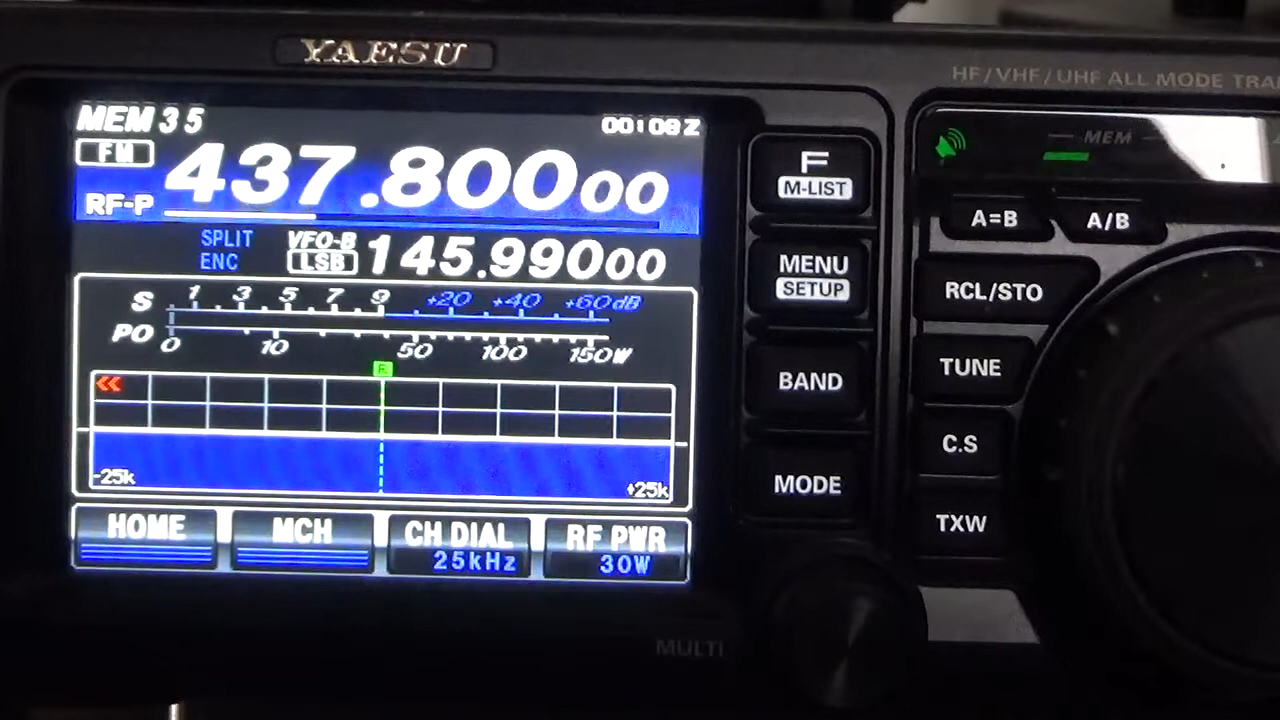 YAESU
HF/VHF/UHF ALL MODE TRA
MEM 35
00:08Z
FM
437.80000
RF-P
SPLIT
ENC
VFO-B
LSB
145.99000
S 1 3 5 7 9 +20 +40 +60dB
PO 0 10 50 100 150W
-25k
+25k
HOME
MCH
CH DIAL
25kHz
RF PWR
30W
F
M-LIST
MENU
SETUP
BAND
MODE
MULTI
MEM
A=B
A/B
RCL/STO
TUNE
C.S
TXW